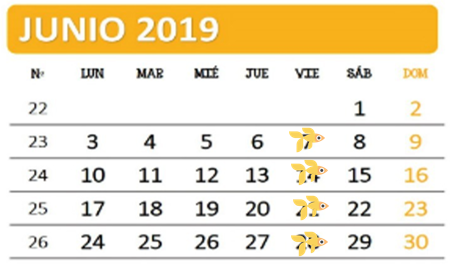 JUNIO 2019
Nº LUN MAR MIÉ JUE VIE SÁB DOM
22 1 2
23 3 4 5 6 7 8 9
24 10 11 12 13 15 16
25 17 18 19 20 22 23
26 24 25 26 27 29 30